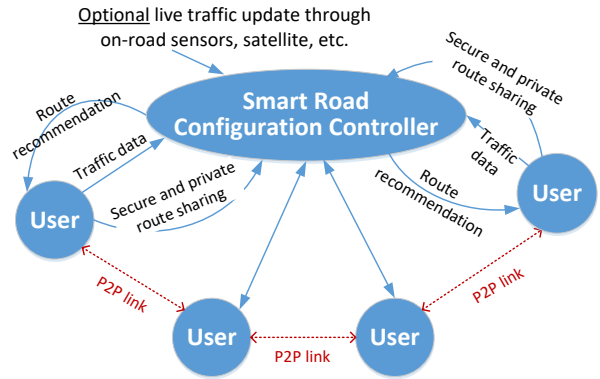 Optional live traffic update through
on-road sensors, satellite, etc.
Smart Road
Configuration Controller
Route
recommendation
Traffic data
Secure and private
route sharing
User
Secure and private
route sharing
Traffic
data
Route
recommendation
User
P2P link
User
P2P link
User
P2P link